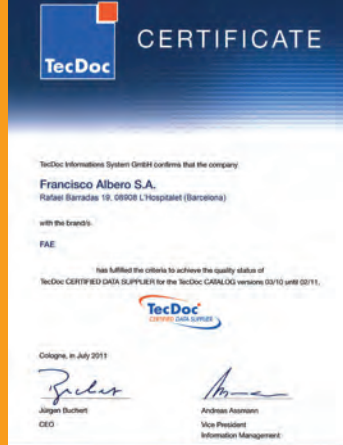 TecDoc
CERTIFICATE
TecDoc Informations System GmbH confirms that the company
Francisco Albero S.A.
Rafael Barradas 19, 08908 L'Hospitalet (Barcelona)
with the brand/s
FAE
has fulfilled the criteria to achieve the quality status of
TecDoc CERTIFIED DATA SUPPLIER for the TecDoc CATALOG versions 03/10 until 02/11.
TecDoc
CERTIFIED DATA SUPPLIER
Cologne, in July 2011
Jürgen Buchert
CEO
Andreas Assmann
Vice President
Information Management